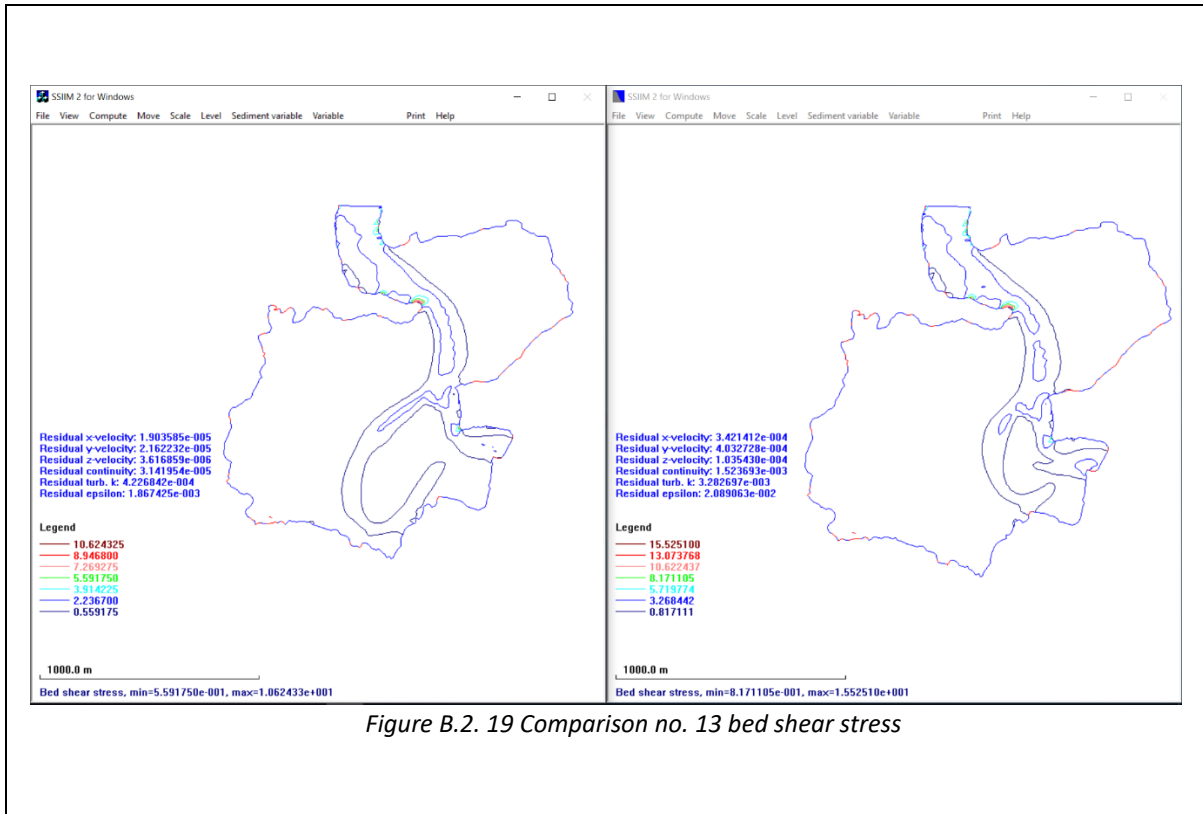 SSIIM 2 for Windows
File View Compute Move Scale Level Sediment variable Variable Print Help
Residual x-velocity: 1.903585e-005
Residual y-velocity: 2.162232e-005
Residual z-velocity: 3.616859e-006
Residual continuity: 3.141954e-005
Residual turb. k: 4.226842e-004
Residual epsilon: 1.867425e-003
Legend
10.624325
8.946800
7.269275
5.591750
3.914225
2.236700
0.559175
1000.0 m
Bed shear stress, min=5.591750e-001, max=1.062433e+001
SSIIM 2 for Windows
File View Compute Move Scale Level Sediment variable Variable Print Help
Residual x-velocity: 3.421412e-004
Residual y-velocity: 4.032728e-004
Residual z-velocity: 1.035430e-004
Residual continuity: 1.523693e-003
Residual turb. k: 3.282697e-003
Residual epsilon: 2.089063e-002
Legend
15.525100
13.073768
10.622437
8.171105
5.719774
3.268442
0.817111
1000.0 m
Bed shear stress, min=8.171105e-001, max=1.552510e+001
Figure B.2. 19 Comparison no. 13 bed shear stress